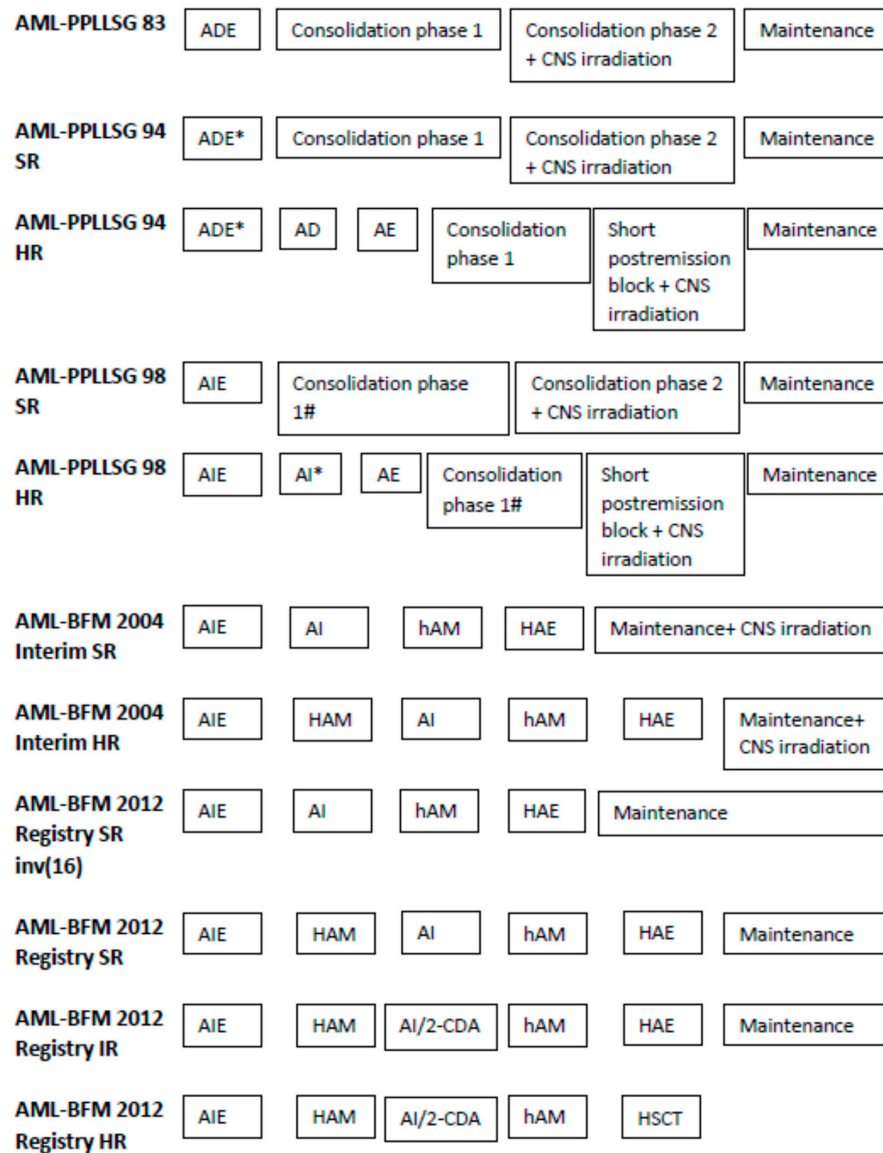 AML-PPLLSG 83 ADE Consolidation phase 1 Consolidation phase 2 Maintenance
+ CNS irradiation
AML-PPLLSG 94 ADE* Consolidation phase 1 Consolidation phase 2 Maintenance
SR + CNS irradiation
AML-PPLLSG 94 ADE* AD AE Consolidation Short Maintenance
HR phase 1 postremission
block + CNS
irradiation
AML-PPLLSG 98 AIE Consolidation phase Consolidation phase 2 Maintenance
SR 1# + CNS irradiation
AML-PPLLSG 98 AIE AI* AE Consolidation Short Maintenance
HR phase 1# postremission
block + CNS
irradiation
AML-BFM 2004 AIE AI hAM HAE Maintenance+ CNS irradiation
Interim SR
AML-BFM 2004 AIE HAM AI hAM HAE Maintenance+
Interim HR CNS irradiation
AML-BFM 2012 AIE AI hAM HAE Maintenance
Registry SR
inv(16)
AML-BFM 2012 AIE HAM AI hAM HAE Maintenance
Registry SR
AML-BFM 2012 AIE HAM AI/2-CDA hAM HAE Maintenance
Registry IR
AML-BFM 2012 AIE HAM AI/2-CDA hAM HSCT
Registry HR